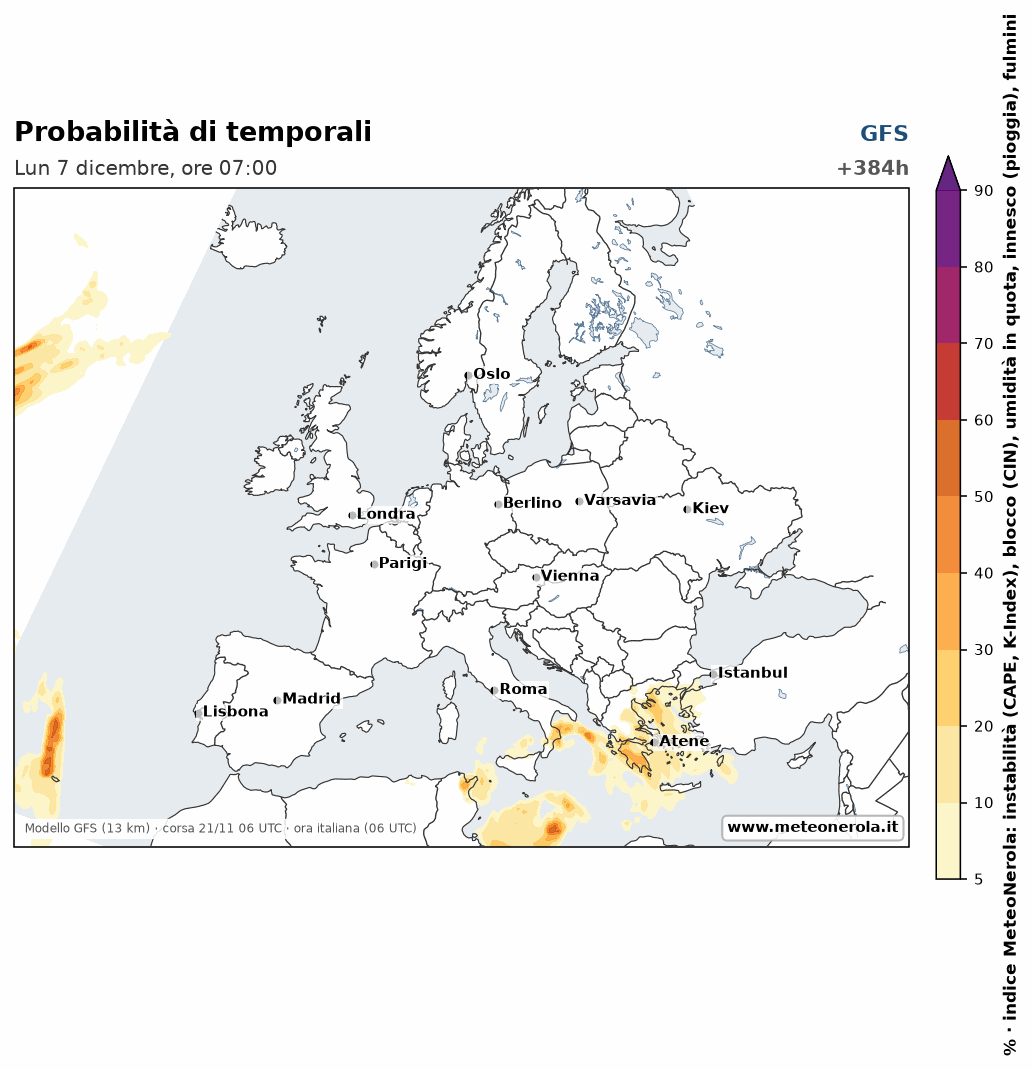 Probabilità di temporali
GFS
Lun 7 dicembre, ore 07:00
+384h
Oslo
Londra
Berlino
Varsavia
Kiev
Parigi
Vienna
Istanbul
Madrid
Roma
Lisbona
Atene
Modello GFS (13 km) · corsa 21/11 06 UTC · ora italiana (06 UTC)
www.meteonerola.it
90
80
70
60
50
40
30
20
10
5
% · indice MeteoNerola: instabilità (CAPE, K-Index), blocco (CIN), umidità in quota, innesco (pioggia), fulmini